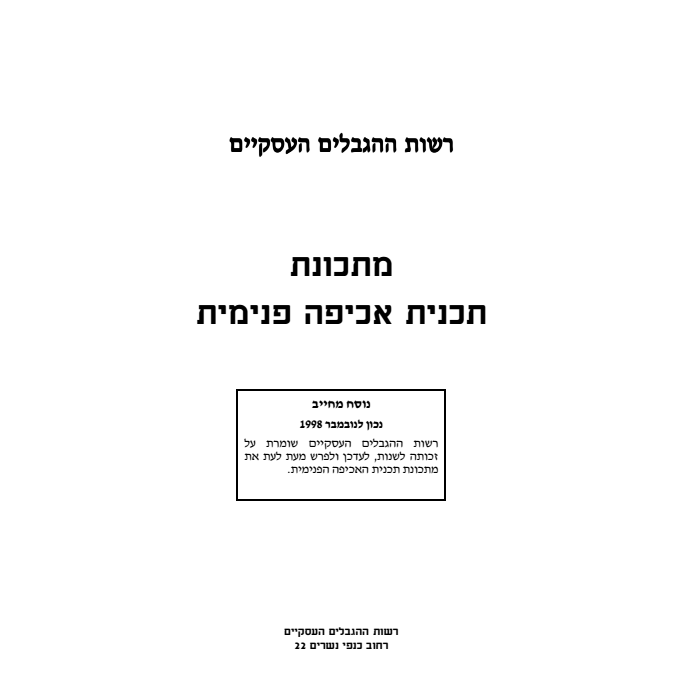 רשות ההגבלים העסקיים
מתכונת
תכנית אכיפה פנימית
נוסח מחייב
נכון לנובמבר 1998
רשות ההגבלים העסקיים שומרת על
זכותה לשנות, לעדכן ולפרש מעת לעת את
מתכונת תכנית האכיפה הפנימית.
רשות ההגבלים העסקיים
רחוב כנפי נשרים 22